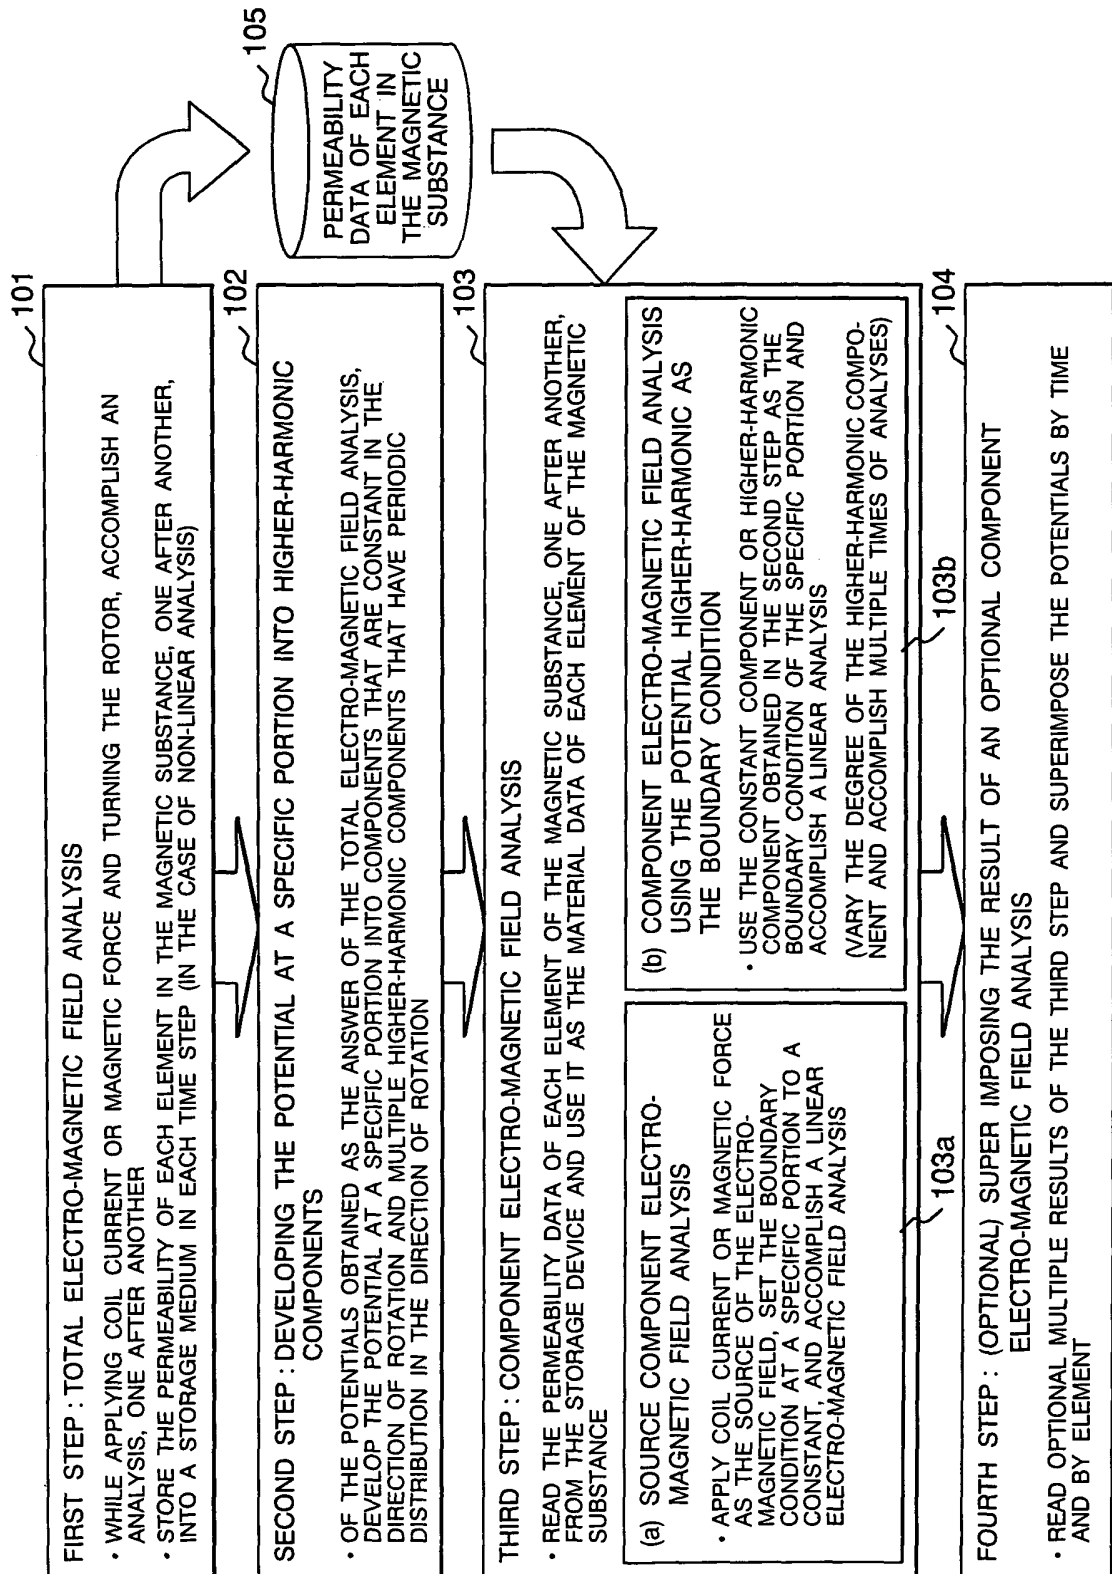 101
FIRST STEP : TOTAL ELECTRO-MAGNETIC FIELD ANALYSIS
• WHILE APPLYING COIL CURRENT OR MAGNETIC FORCE AND TURNING THE ROTOR, ACCOMPLISH AN
ANALYSIS, ONE AFTER ANOTHER
• STORE THE PERMEABILITY OF EACH ELEMENT IN THE MAGNETIC SUBSTANCE, ONE AFTER ANOTHER,
INTO A STORAGE MEDIUM IN EACH TIME STEP (IN THE CASE OF NON-LINEAR ANALYSIS)
105
PERMEABILITY
DATA OF EACH
ELEMENT IN
THE MAGNETIC
SUBSTANCE
102
SECOND STEP : DEVELOPING THE POTENTIAL AT A SPECIFIC PORTION INTO HIGHER-HARMONIC
COMPONENTS
• OF THE POTENTIALS OBTAINED AS THE ANSWER OF THE TOTAL ELECTRO-MAGNETIC FIELD ANALYSIS,
DEVELOP THE POTENTIAL AT A SPECIFIC PORTION INTO COMPONENTS THAT ARE CONSTANT IN THE
DIRECTION OF ROTATION AND MULTIPLE HIGHER-HARMONIC COMPONENTS THAT HAVE PERIODIC
DISTRIBUTION IN THE DIRECTION OF ROTATION
103
THIRD STEP : COMPONENT ELECTRO-MAGNETIC FIELD ANALYSIS
• READ THE PERMEABILITY DATA OF EACH ELEMENT OF THE MAGNETIC SUBSTANCE, ONE AFTER ANOTHER,
FROM THE STORAGE DEVICE AND USE IT AS THE MATERIAL DATA OF EACH ELEMENT OF THE MAGNETIC
SUBSTANCE
(a) SOURCE COMPONENT ELECTRO-
MAGNETIC FIELD ANALYSIS
• APPLY COIL CURRENT OR MAGNETIC FORCE
AS THE SOURCE OF THE ELECTRO-
MAGNETIC FIELD, SET THE BOUNDARY
CONDITION AT A SPECIFIC PORTION TO A
CONSTANT, AND ACCOMPLISH A LINEAR
ELECTRO-MAGNETIC FIELD ANALYSIS
103a
(b) COMPONENT ELECTRO-MAGNETIC FIELD ANALYSIS
USING THE POTENTIAL HIGHER-HARMONIC AS
THE BOUNDARY CONDITION
• USE THE CONSTANT COMPONENT OR HIGHER-HARMONIC
COMPONENT OBTAINED IN THE SECOND STEP AS THE
BOUNDARY CONDITION OF THE SPECIFIC PORTION AND
ACCOMPLISH A LINEAR ANALYSIS
(VARY THE DEGREE OF THE HIGHER-HARMONIC COMPO-
NENT AND ACCOMPLISH MULTIPLE TIMES OF ANALYSES)
103b
104
FOURTH STEP : (OPTIONAL) SUPER IMPOSING THE RESULT OF AN OPTIONAL COMPONENT
ELECTRO-MAGNETIC FIELD ANALYSIS
• READ OPTIONAL MULTIPLE RESULTS OF THE THIRD STEP AND SUPERIMPOSE THE POTENTIALS BY TIME
AND BY ELEMENT